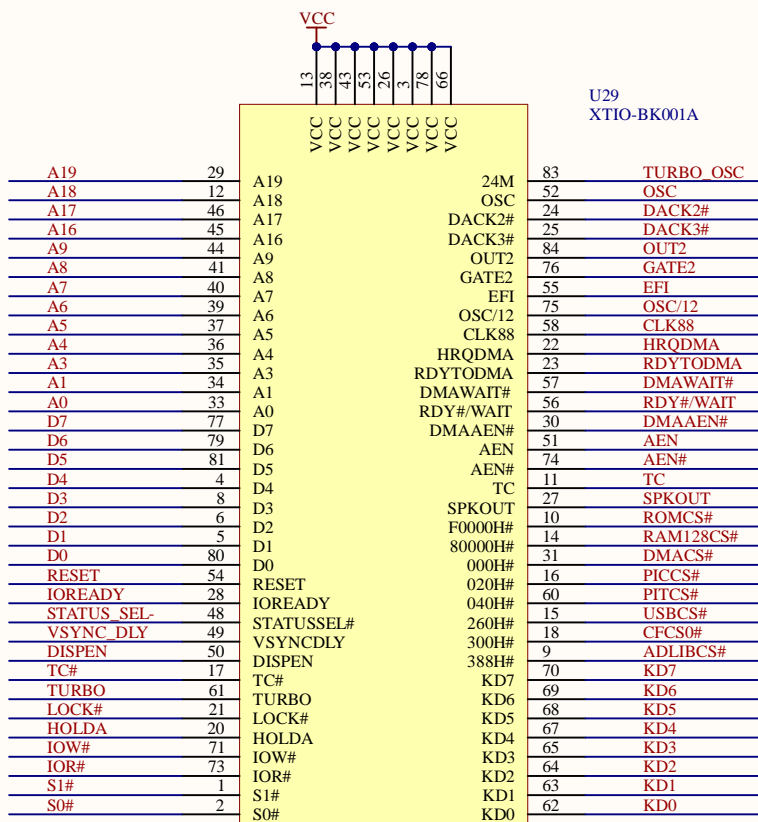 VCC
13 38 43 53 26 3 78 66
U29
XTIO-BK001A
VCC VCC VCC VCC VCC VCC VCC VCC
A19 29 A19 24M 83 TURBO_OSC
A18 12 A18 OSC 52 OSC
A17 46 A17 DACK2# 24 DACK2#
A16 45 A16 DACK3# 25 DACK3#
A9 44 A9 OUT2 84 OUT2
A8 41 A8 GATE2 76 GATE2
A7 40 A7 EFI 55 EFI
A6 39 A6 OSC/12 75 OSC/12
A5 37 A5 CLK88 58 CLK88
A4 36 A4 HRQDMA 22 HRQDMA
A3 35 A3 RDYTODMA 23 RDYTODMA
A1 34 A1 DMAWAIT# 57 DMAWAIT#
A0 33 A0 RDY#/WAIT 56 RDY#/WAIT
D7 77 D7 DMAAEN# 30 DMAAEN#
D6 79 D6 AEN 51 AEN
D5 81 D5 AEN# 74 AEN#
D4 4 D4 TC 11 TC
D3 8 D3 SPKOUT 27 SPKOUT
D2 6 D2 F0000H# 10 ROMCS#
D1 5 D1 80000H# 14 RAM128CS#
D0 80 D0 000H# 31 DMACS#
RESET 54 RESET 020H# 16 PICCS#
IOREADY 28 IOREADY 040H# 60 PITCS#
STATUS_SEL- 48 STATUSSEL# 260H# 15 USBCS#
VSYNC_DLY 49 VSYNCDLY 300H# 18 CFCS0#
DISPEN 50 DISPEN 388H# 9 ADLIBCS#
TC# 17 TC# KD7 70 KD7
TURBO 61 TURBO KD6 69 KD6
LOCK# 21 LOCK# KD5 68 KD5
HOLDA 20 HOLDA KD4 67 KD4
IOW# 71 IOW# KD3 65 KD3
IOR# 73 IOR# KD2 64 KD2
S1# 1 S1# KD1 63 KD1
S0# 2 S0# KD0 62 KD0